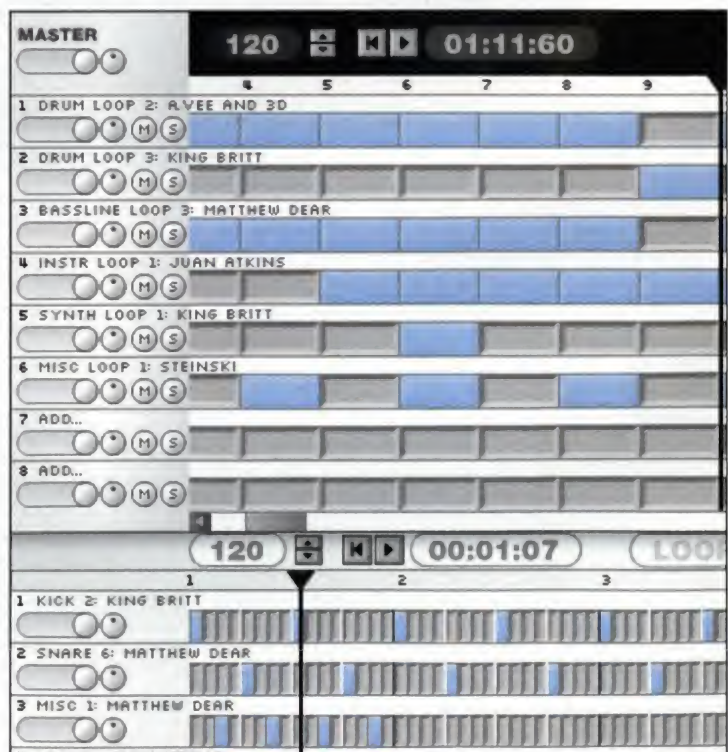 MASTER
120 01:11:60
4 5 6 7 8 9
1 DRUM LOOP 2: A.VEE AND 3D
M S
2 DRUM LOOP 3: KING BRITT
M S
3 BASSLINE LOOP 3: MATTHEW DEAR
M S
4 INSTR LOOP 1: JUAN ATKINS
M S
5 SYNTH LOOP 1: KING BRITT
M S
6 MISC LOOP 1: STEINSKI
M S
7 ADD...
M S
8 ADD...
M S
120 00:01:07 LOO
1 2 3
1 KICK 2: KING BRITT
2 SNARE 6: MATTHEW DEAR
3 MISC 1: MATTHEW DEAR